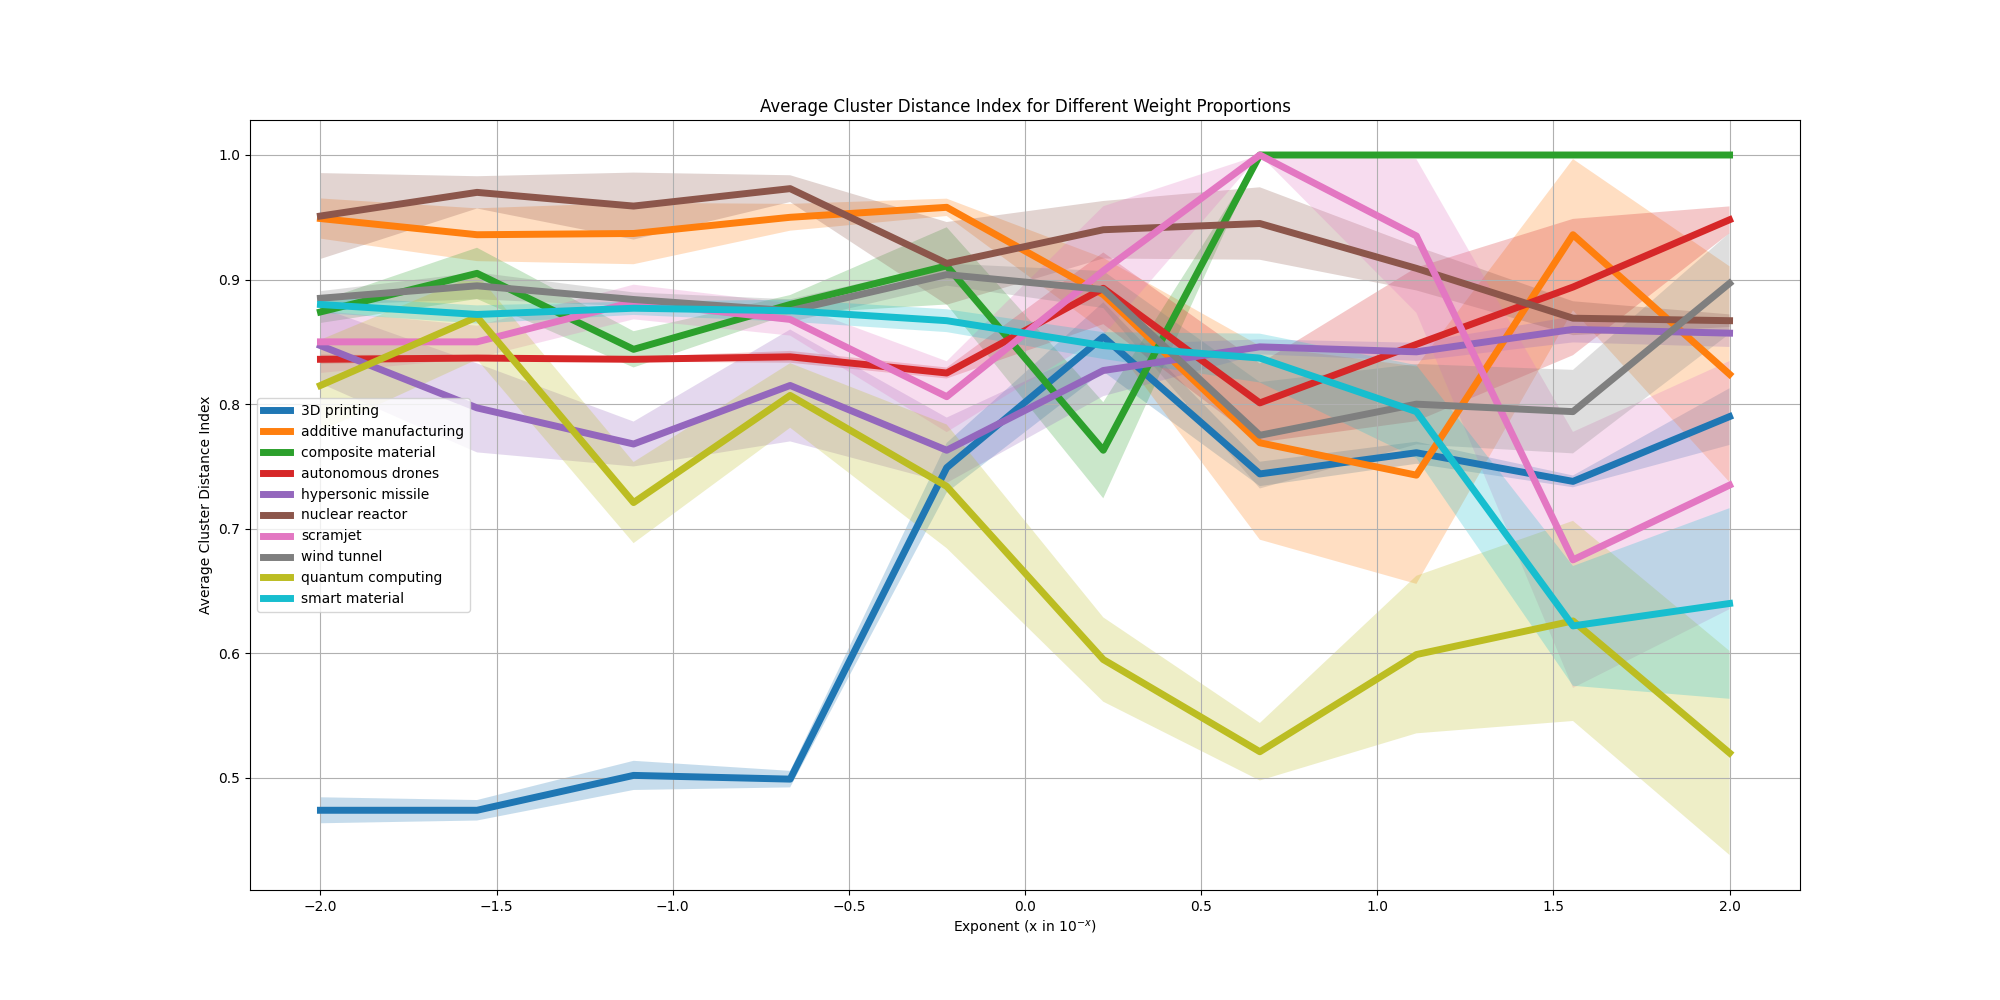 Average Cluster Distance Index for Different Weight Proportions
Average Cluster Distance Index
1.0
0.9
0.8
0.7
0.6
0.5
3D printing
additive manufacturing
composite material
autonomous drones
hypersonic missile
nuclear reactor
scramjet
wind tunnel
quantum computing
smart material
−2.0 −1.5 −1.0 −0.5 0.0 0.5 1.0 1.5 2.0
Exponent (x in 10⁻ˣ)